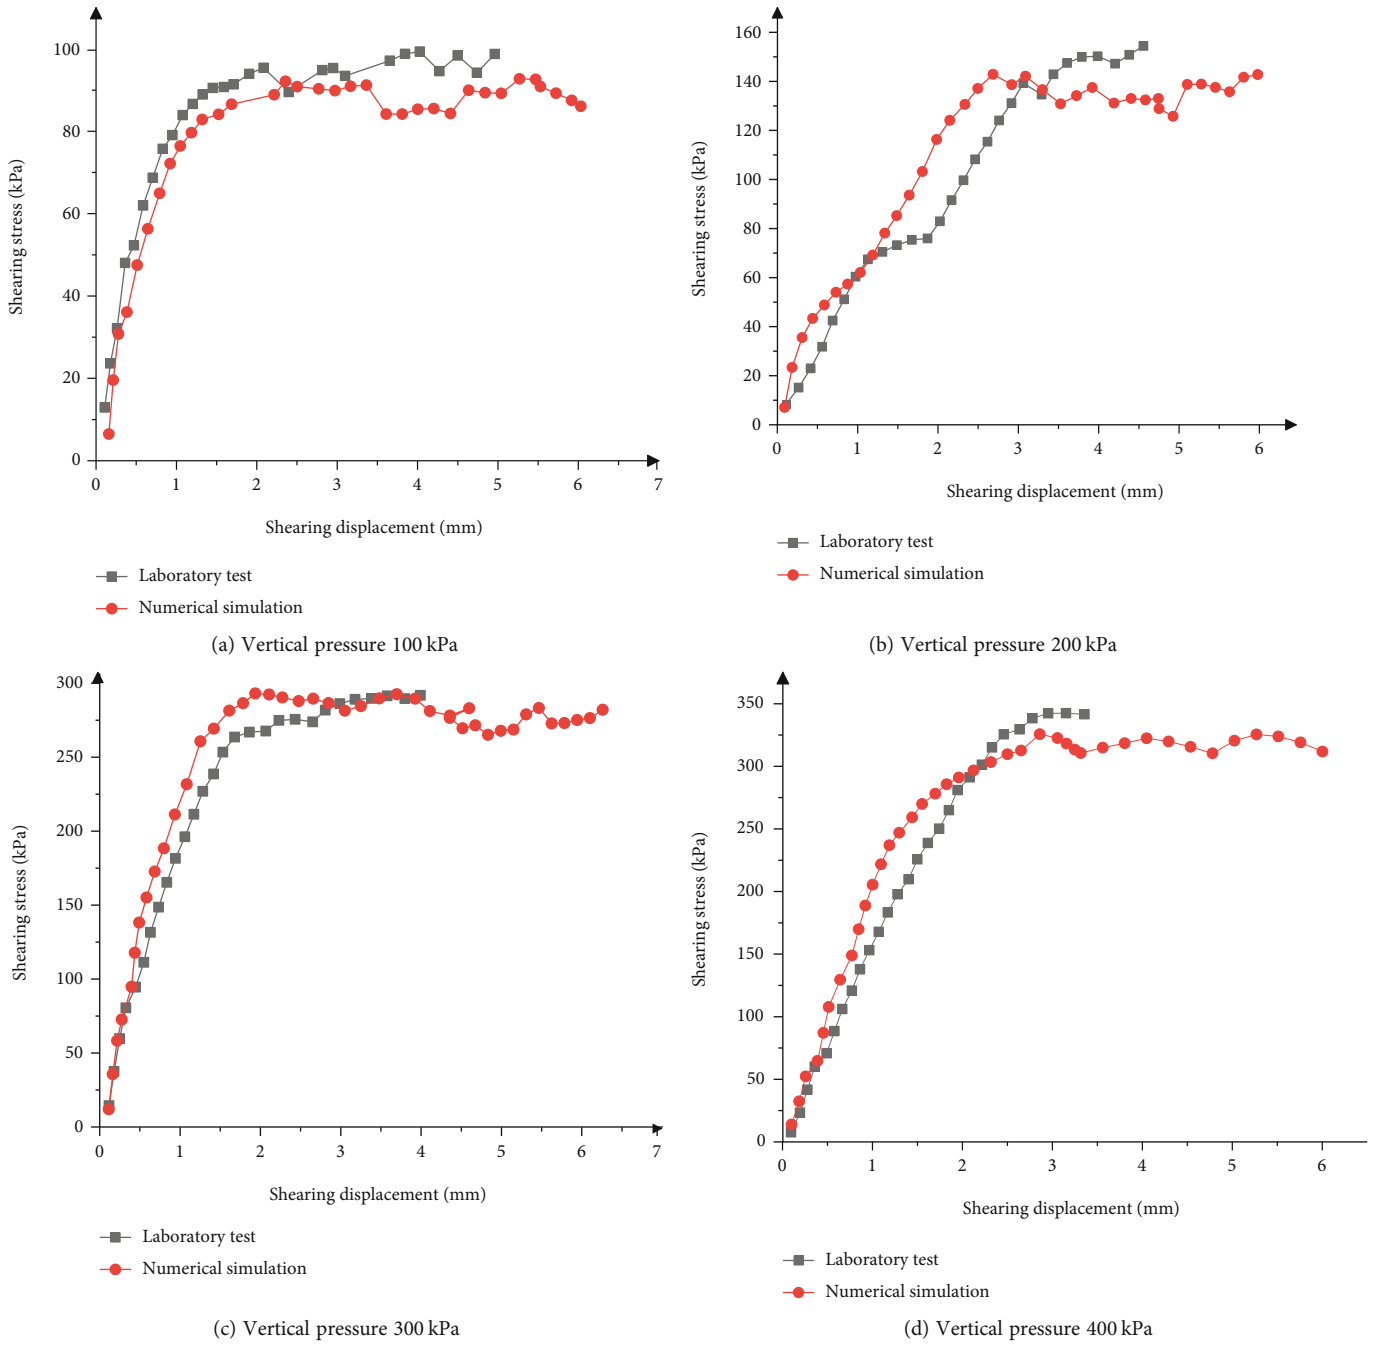 100
80
60
40
20
0
Shearing stress (kPa)
0 1 2 3 4 5 6 7
Shearing displacement (mm)
Laboratory test
Numerical simulation
(a) Vertical pressure 100 kPa
160
140
120
100
80
60
40
20
0
Shearing stress (kPa)
0 1 2 3 4 5 6
Shearing displacement (mm)
Laboratory test
Numerical simulation
(b) Vertical pressure 200 kPa
300
250
200
150
100
50
0
Shearing stress (kPa)
0 1 2 3 4 5 6 7
Shearing displacement (mm)
Laboratory test
Numerical simulation
(c) Vertical pressure 300 kPa
350
300
250
200
150
100
50
0
Shearing stress (kPa)
0 1 2 3 4 5 6
Shearing displacement (mm)
Laboratory test
Numerical simulation
(d) Vertical pressure 400 kPa